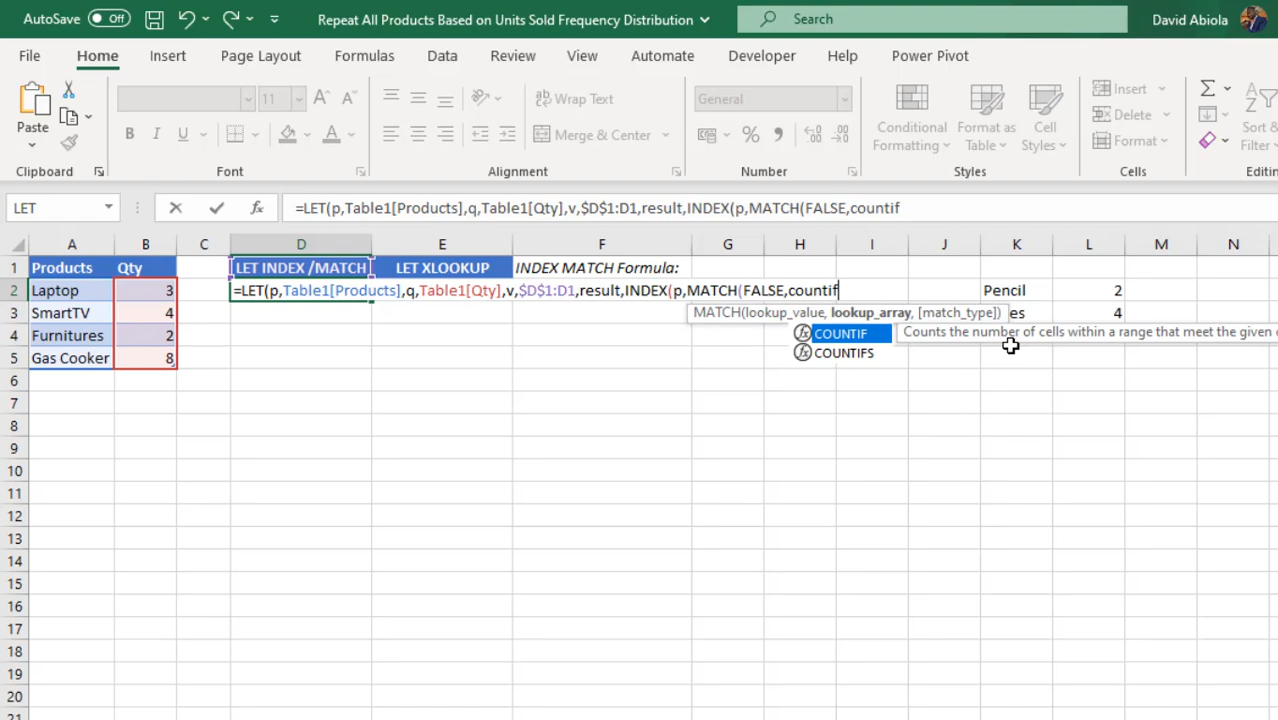 AutoSave Off Repeat All Products Based on Units Sold Frequency Distribution Search David Abiola
File Home Insert Page Layout Formulas Data Review View Automate Developer Help Power Pivot
11 Wrap Text General Insert
Paste Merge & Center Conditional Formatting Format as Table Cell Styles Delete Sort & Filter
Format
Clipboard Font Alignment Number Styles Cells Editin
LET =LET(p,Table1[Products],q,Table1[Qty],v,$D$1:D1,result,INDEX(p,MATCH(FALSE,countif
A B C D E F G H I J K L M N
1 Products Qty LET INDEX /MATCH LET XLOOKUP INDEX MATCH Formula:
2 Laptop 3 =LET(p,Table1[Products],q,Table1[Qty],v,$D$1:D1,result,INDEX(p,MATCH(FALSE,countif Pencil 2
3 SmartTV 4 MATCH(lookup_value, lookup_array, [match_type]) es 4
4 Furnitures 2 COUNTIF Counts the number of cells within a range that meet the given
5 Gas Cooker 8 COUNTIFS
6
7
8
9
10
11
12
13
14
15
16
17
18
19
20
21